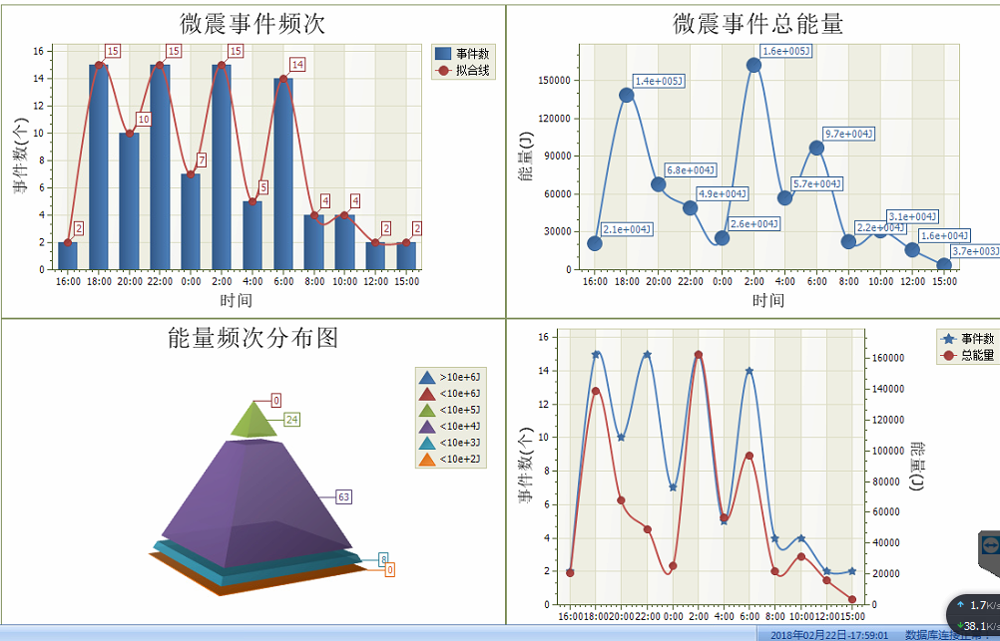 微震事件频次
事件数(个)
16
14
12
10
8
6
4
2
0
2
15
10
15
7
15
5
14
4
4
2
2
16:00 18:00 20:00 22:00 0:00 2:00 4:00 6:00 8:00 10:00 12:00 15:00
时间
事件数
拟合线
微震事件总能量
能量(J)
150000
120000
90000
60000
30000
0
2.1e+004J
1.4e+005J
6.8e+004J
4.9e+004J
2.6e+004J
1.6e+005J
5.7e+004J
9.7e+004J
2.2e+004J
3.1e+004J
1.6e+004J
3.7e+003J
16:00 18:00 20:00 22:00 0:00 2:00 4:00 6:00 8:00 10:00 12:00 15:00
时间
能量频次分布图
0
24
63
8
0
>10e+6J
<10e+6J
<10e+5J
<10e+4J
<10e+3J
<10e+2J
事件数(个)
16
14
12
10
8
6
4
2
0
160000
140000
120000
100000
80000
60000
40000
20000
0
能量(J)
16:00 18:00 20:00 22:00 0:00 2:00 4:00 6:00 8:00 10:00 12:00 15:00
事件数
总能量
1.7K/s
38.1K/s
2018年02月22日-17:59:01 数据库连接